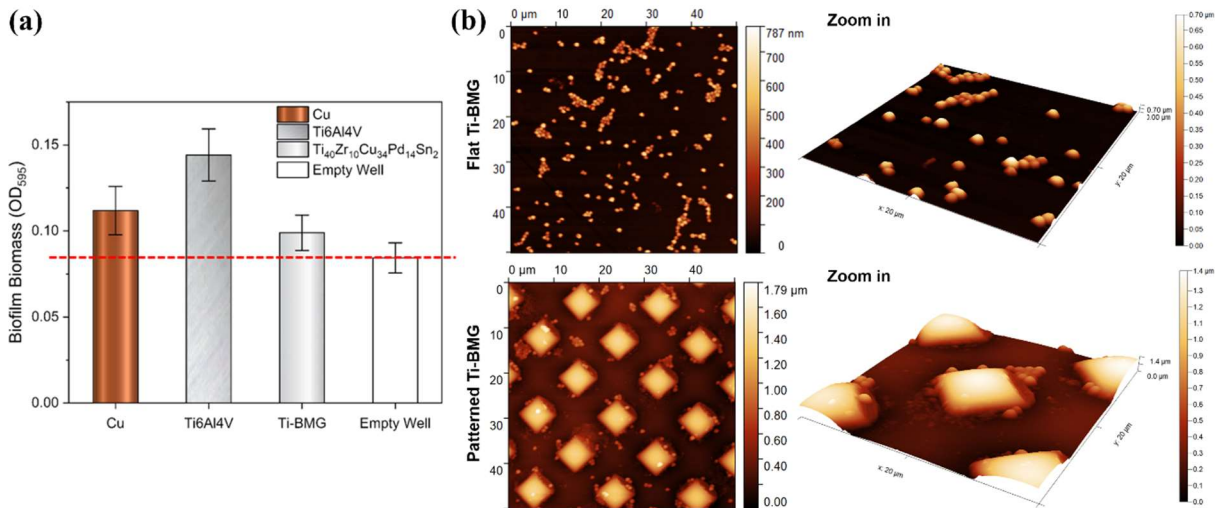 (a)
Biofilm Biomass (OD595)
0.15
0.10
0.05
0.00
Cu
Ti6Al4V
Ti40Zr10Cu34Pd14Sn2
Empty Well
Cu
Ti6Al4V
Ti-BMG
Empty Well
(b)
Flat Ti-BMG
0 µm 10 20 30 40
0
10
20
30
40
787 nm
600
500
400
300
200
100
0
Zoom in
0.70 µm
0.65
0.60
0.55
0.50
0.45
0.40
0.35
0.30
0.25
0.20
0.15
0.10
0.05
0.00
0.70 µm
0.00
x: 20 µm
y: 20 µm
Patterned Ti-BMG
0 µm 10 20 30 40
0
10
20
30
40
1.79 µm
1.60
1.40
1.20
1.00
0.80
0.60
0.40
0.00
Zoom in
1.4 µm
1.3
1.2
1.1
1.0
0.9
0.8
0.7
0.6
0.5
0.4
0.3
0.2
0.1
0.0
1.4 µm
0.0
x: 20 µm
y: 20 µm